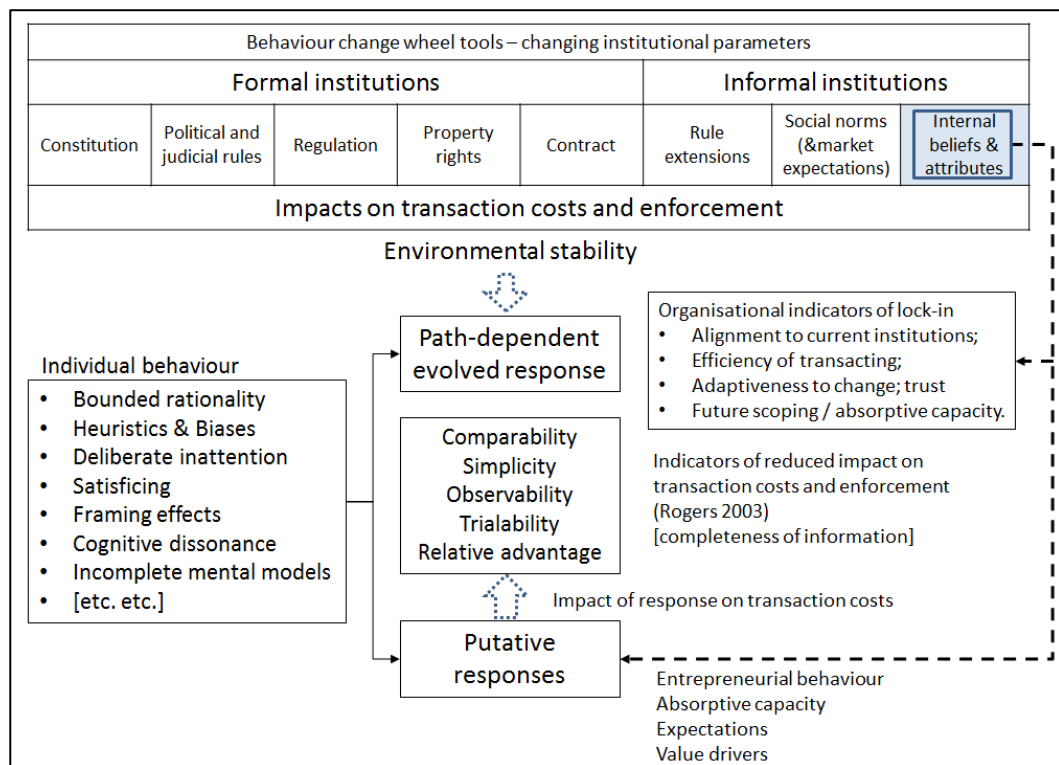 Behaviour change wheel tools – changing institutional parameters
Formal institutions
Informal institutions
Constitution
Political and
judicial rules
Regulation
Property
rights
Contract
Rule
extensions
Social norms
(&market
expectations)
Internal
beliefs &
attributes
Impacts on transaction costs and enforcement
Environmental stability
Path-dependent
evolved response
Organisational indicators of lock-in
• Alignment to current institutions;
• Efficiency of transacting;
• Adaptiveness to change; trust
• Future scoping / absorptive capacity.
Individual behaviour
• Bounded rationality
• Heuristics & Biases
• Deliberate inattention
• Satisficing
• Framing effects
• Cognitive dissonance
• Incomplete mental models
• [etc. etc.]
Comparability
Simplicity
Observability
Trialability
Relative advantage
Indicators of reduced impact on
transaction costs and enforcement
(Rogers 2003)
[completeness of information]
Impact of response on transaction costs
Putative
responses
Entrepreneurial behaviour
Absorptive capacity
Expectations
Value drivers